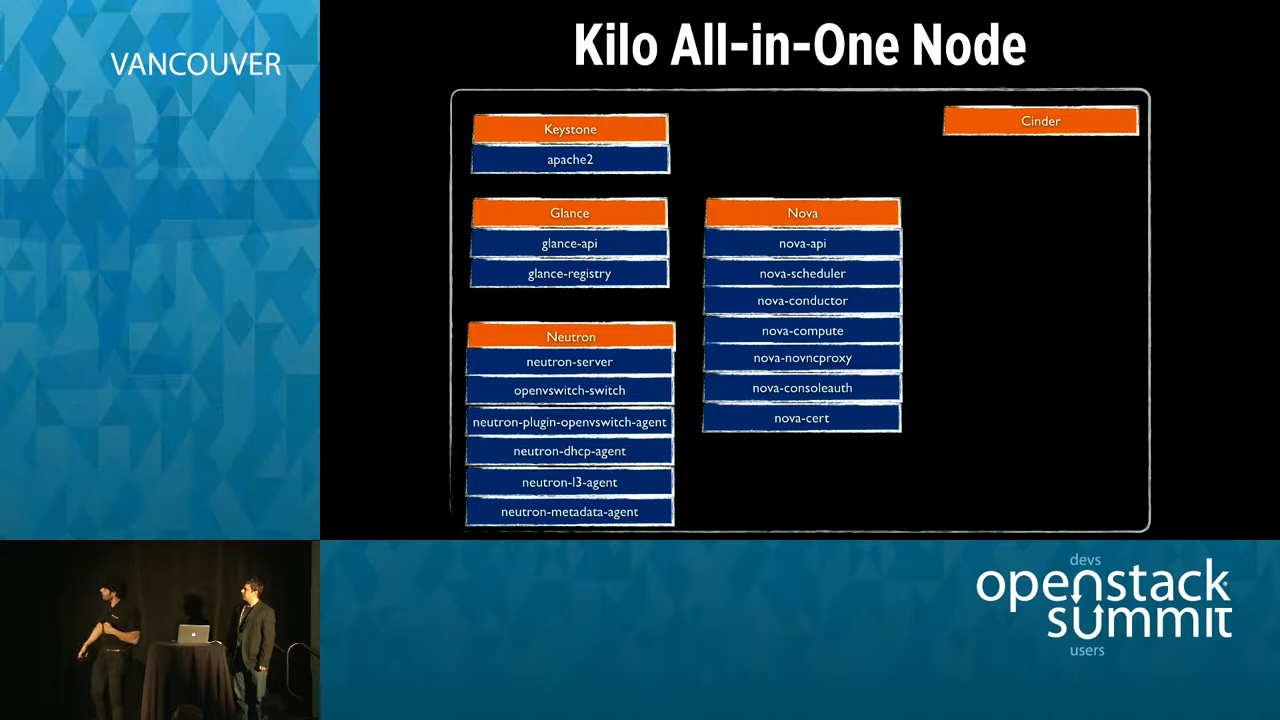 VANCOUVER
Kilo All-in-One Node
Keystone
apache2
Glance
glance-api
glance-registry
Neutron
neutron-server
openvswitch-switch
neutron-plugin-openvswitch-agent
neutron-dhcp-agent
neutron-l3-agent
neutron-metadata-agent
Nova
nova-api
nova-scheduler
nova-conductor
nova-compute
nova-novncproxy
nova-consoleauth
nova-cert
Cinder
devs
openstack
summit
users